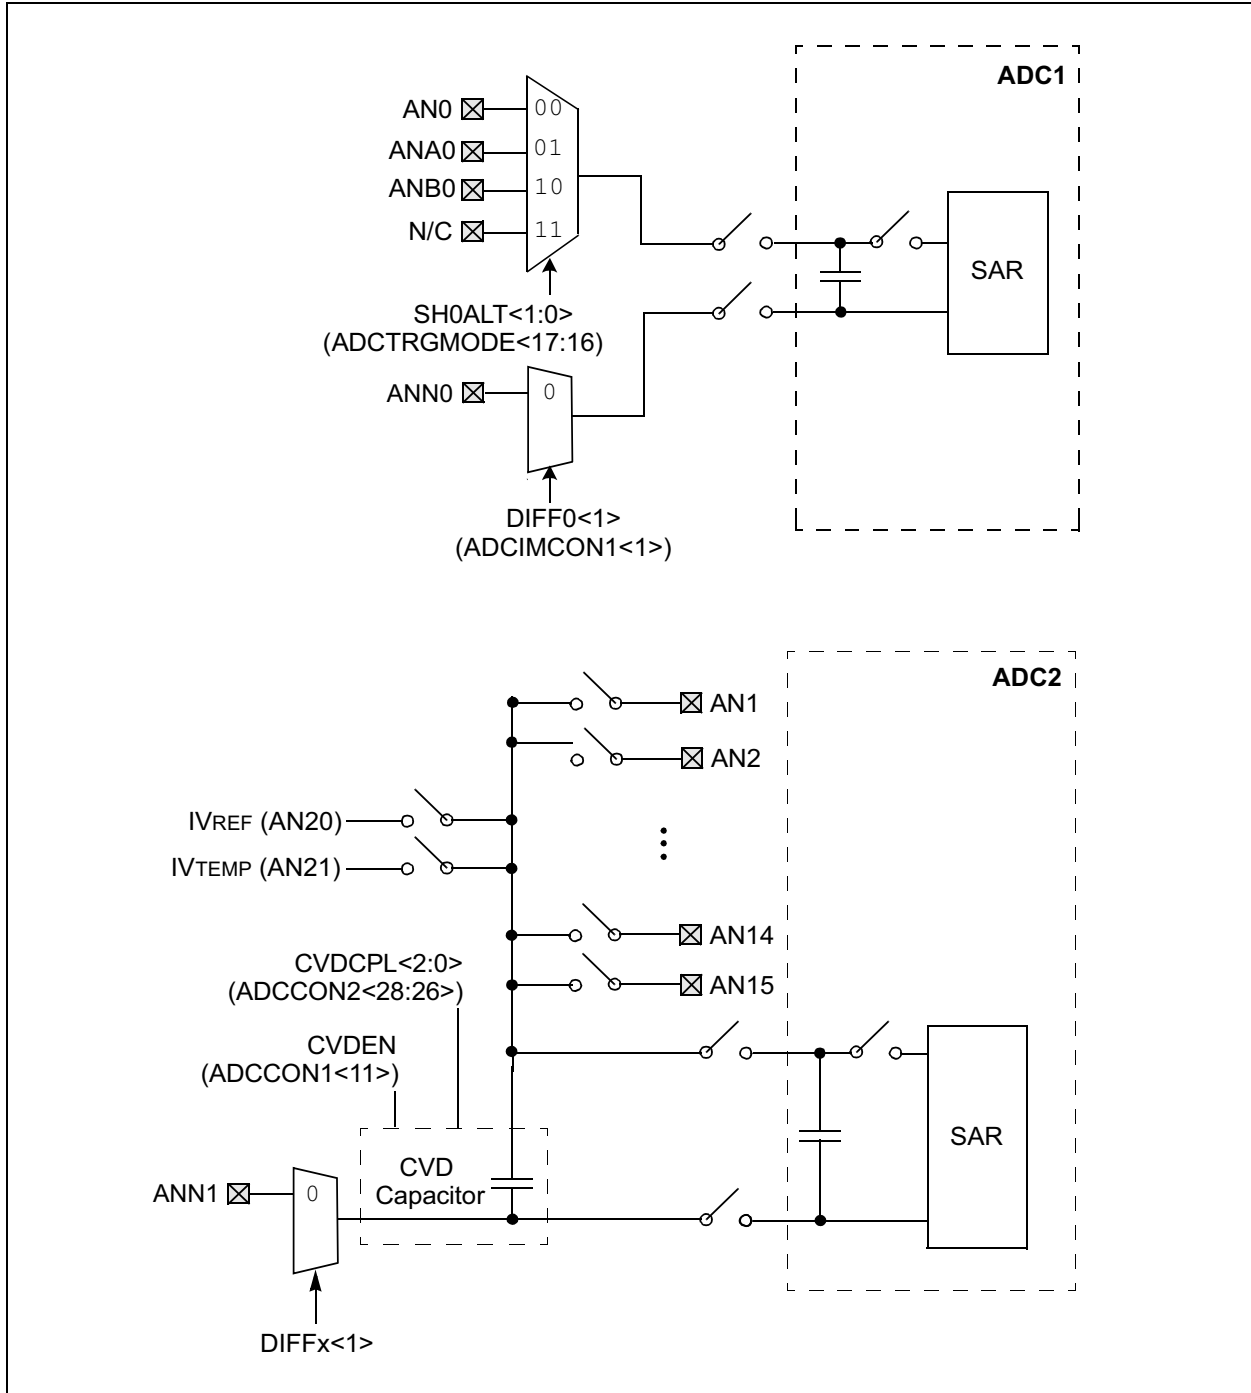 ADC1
AN0
00
ANA0
01
ANB0
10
N/C
11
SAR
SH0ALT<1:0>
(ADCTRGMODE<17:16)
ANN0
0
DIFF0<1>
(ADCIMCON1<1>)
ADC2
AN1
AN2
IVREF (AN20)
IVTEMP (AN21)
AN14
CVDCPL<2:0>
(ADCCON2<28:26>)
AN15
CVDEN
(ADCCON1<11>)
SAR
CVD
Capacitor
ANN1
0
DIFFx<1>